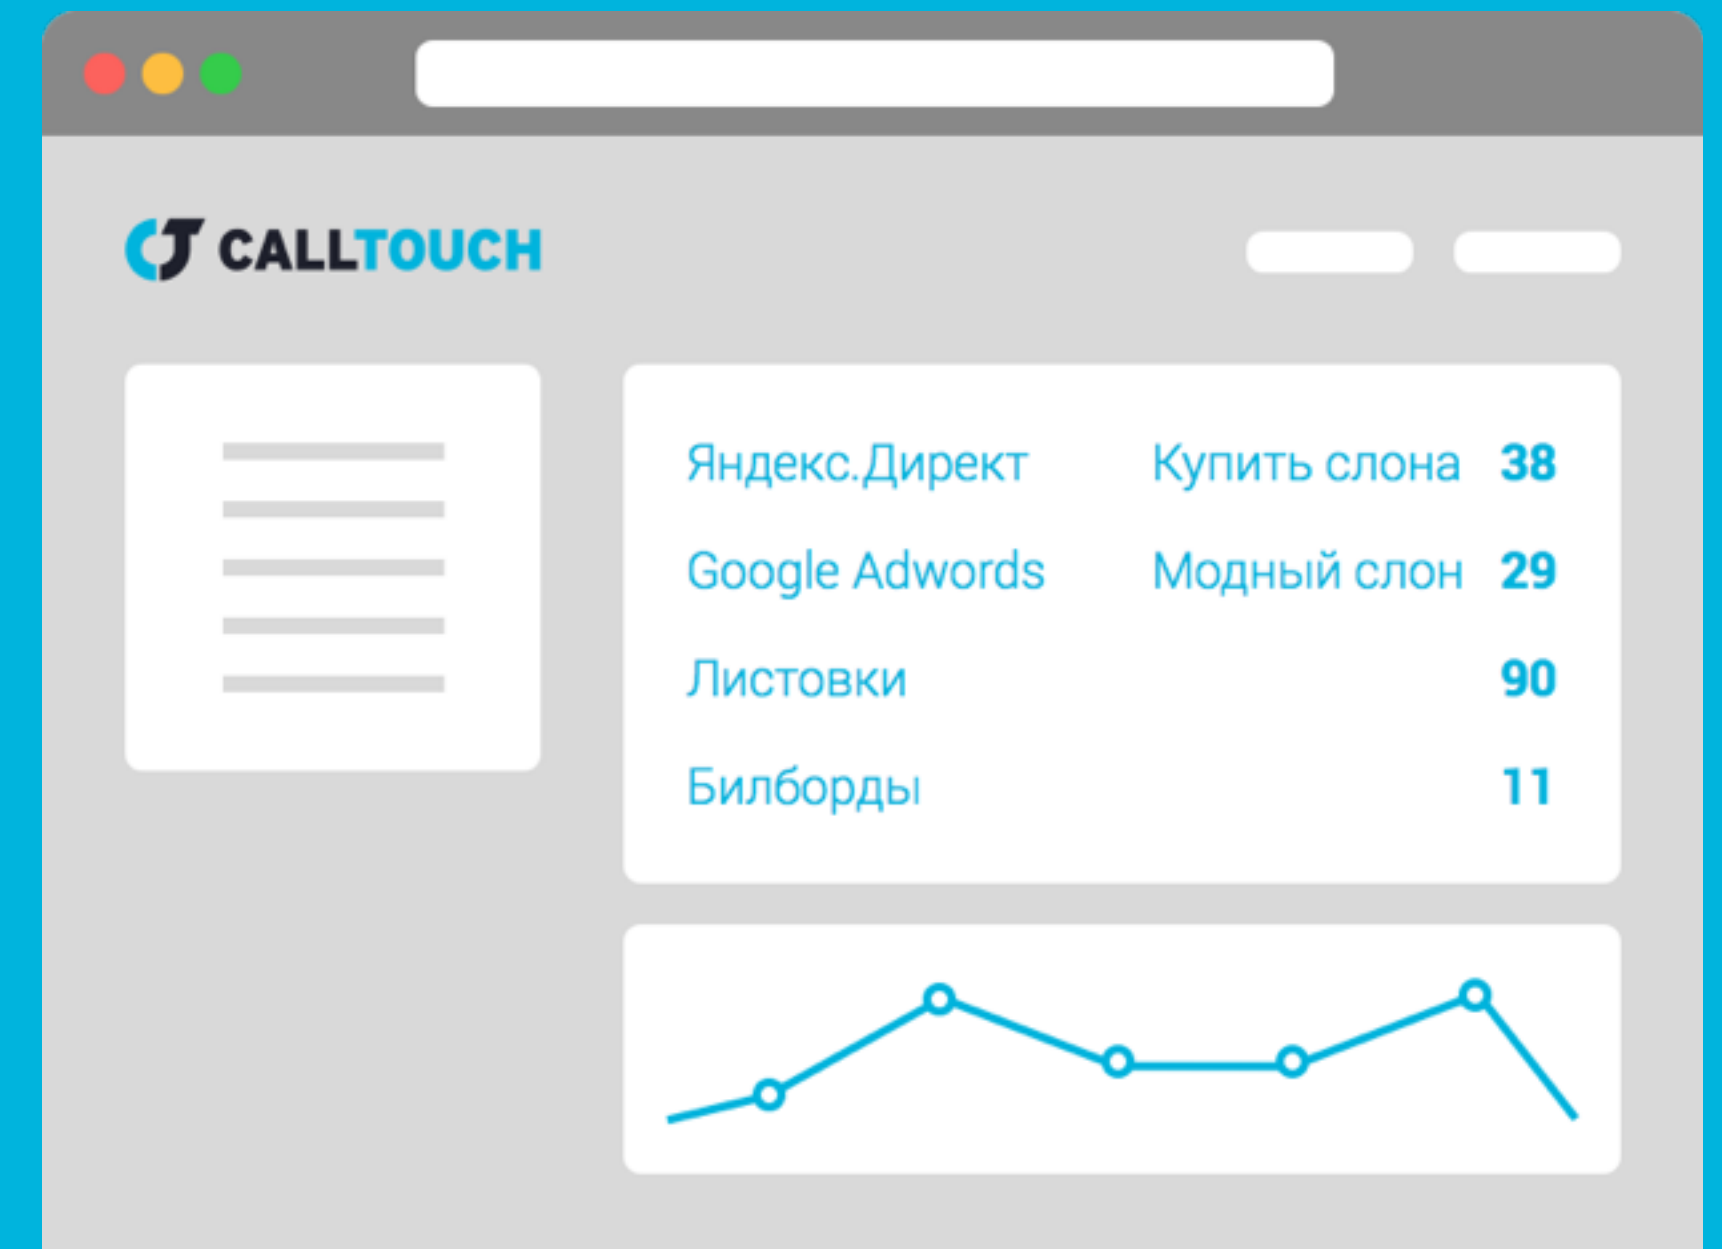 CALLTOUCH
Яндекс.Директ Купить слона 38
Google Adwords Модный слон 29
Листовки 90
Билборды 11